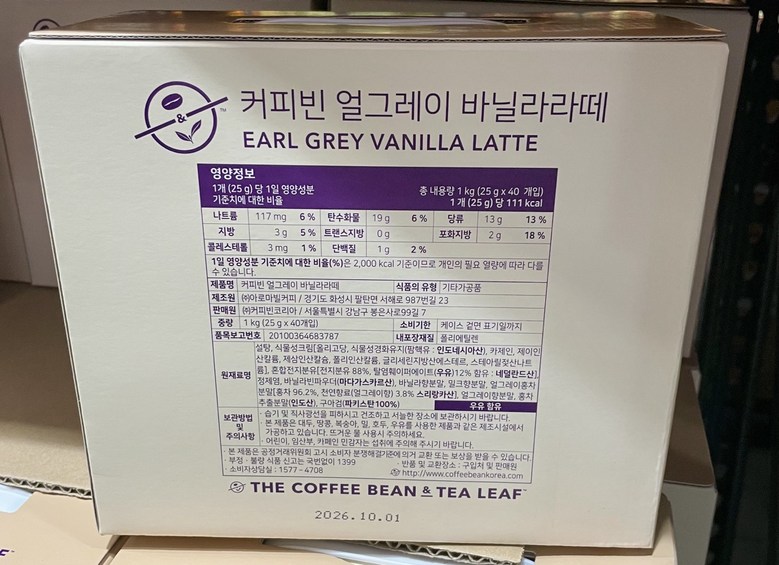 & TM
커피빈 얼그레이 바닐라라떼
EARL GREY VANILLA LATTE
영양정보
1개 (25 g) 당 1일 영양성분
기준치에 대한 비율
총 내용량 1 kg (25 g x 40 개입)
1 개 (25 g) 당 111 kcal
나트륨 117 mg 6 % 탄수화물 19 g 6 % 당류 13 g 13 %
지방 3 g 5 % 트랜스지방 0 g 포화지방 2 g 18 %
콜레스테롤 3 mg 1 % 단백질 1 g 2 %
1일 영양성분 기준치에 대한 비율(%)은 2,000 kcal 기준이므로 개인의 필요 열량에 따라 다를
수 있습니다.
제품명 커피빈 얼그레이 바닐라라떼 식품의 유형 기타가공품
제조원 ㈜아로마빌커피 / 경기도 화성시 팔탄면 서해로 987번길 23
판매원 ㈜커피빈코리아 / 서울특별시 강남구 봉은사로99길 7
중량 1 kg (25 g x 40개입) 소비기한 케이스 겉면 표기일까지
품목보고번호 20100364683787 내포장재질 폴리에틸렌
원재료명 설탕, 식물성크림[올리고당, 식물성경화유지(팜핵유 : 인도네시아산), 카제인, 제이인
산칼륨, 제삼인산칼슘, 폴리인산칼륨, 글리세린지방산에스테르, 스테아릴젖산나트
륨], 혼합전지분유[전지분유 88%, 탈염훼이파우더(우유)12% 함유 : 네덜란드산],
정제염, 바닐라빈파우더(마다가스카르산), 바닐라향분말, 밀크향분말, 얼그레이홍차
분말[홍차 96.2%, 천연향료(얼그레이향) 3.8% 스리랑카산], 얼그레이향분말, 홍차
추출분말(인도산), 구아검(파키스탄100%)
우유 함유
보관방법
및
주의사항
· 습기 및 직사광선을 피하시고 건조하고 서늘한 장소에 보관하시기 바랍니다.
· 본 제품은 대두, 땅콩, 복숭아, 밀, 호두, 우유를 사용한 제품과 같은 제조시설에서
가공하고 있습니다. 뜨거운 물 사용시 주의하세요.
· 어린이, 임산부, 카페인 민감자는 섭취에 주의해 주시기 바랍니다.
· 본 제품은 공정거래위원회 고시 소비자 분쟁해결기준에 의거 교환 또는 보상을 받을 수 있습니다.
· 부정 · 불량 식품 신고는 국번없이 1399 · 반품 및 교환장소 : 구입처 및 판매원
· 소비자상담실 : 1577 - 4708 http://www.coffeebeankorea.com
THE COFFEE BEAN & TEA LEAF™
2026.10.01